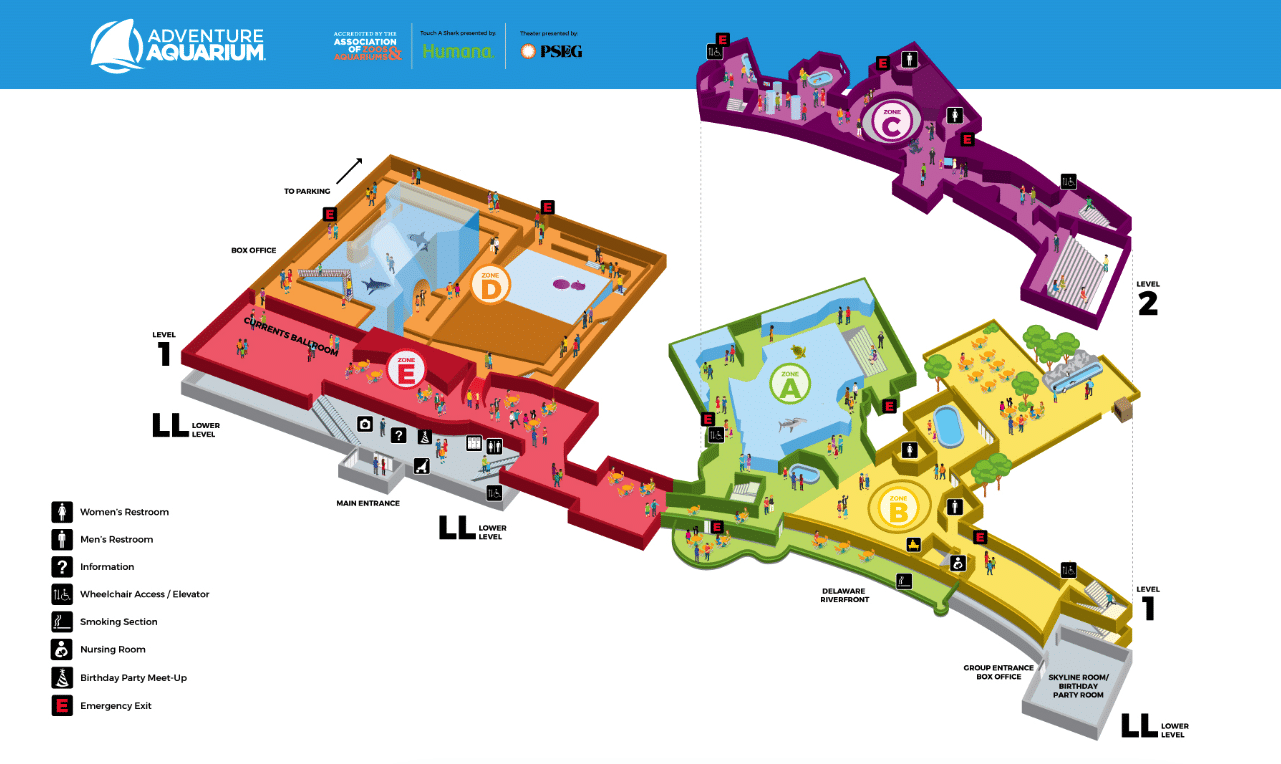 ADVENTURE
AQUARIUM
ACCREDITED BY THE
ASSOCIATION
OF ZOOS &
AQUARIUMS
Touch A Shark presented by:
Humana
Theater presented by:
PSEG
E
E
E
ZONE
C
E
TO PARKING
E
E
BOX OFFICE
ZONE
D
LEVEL
2
CURRENTS BALLROOM
LEVEL
1
ZONE
E
ZONE
A
E
E
LL LOWER
LEVEL
?
MAIN ENTRANCE
ZONE
B
LL LOWER
LEVEL
E
E
DELAWARE
RIVERFRONT
LEVEL
1
GROUP ENTRANCE
BOX OFFICE
SKYLINE ROOM/
BIRTHDAY
PARTY ROOM
LL LOWER
LEVEL
Women's Restroom
Men's Restroom
? Information
Wheelchair Access / Elevator
Smoking Section
Nursing Room
Birthday Party Meet-Up
E Emergency Exit